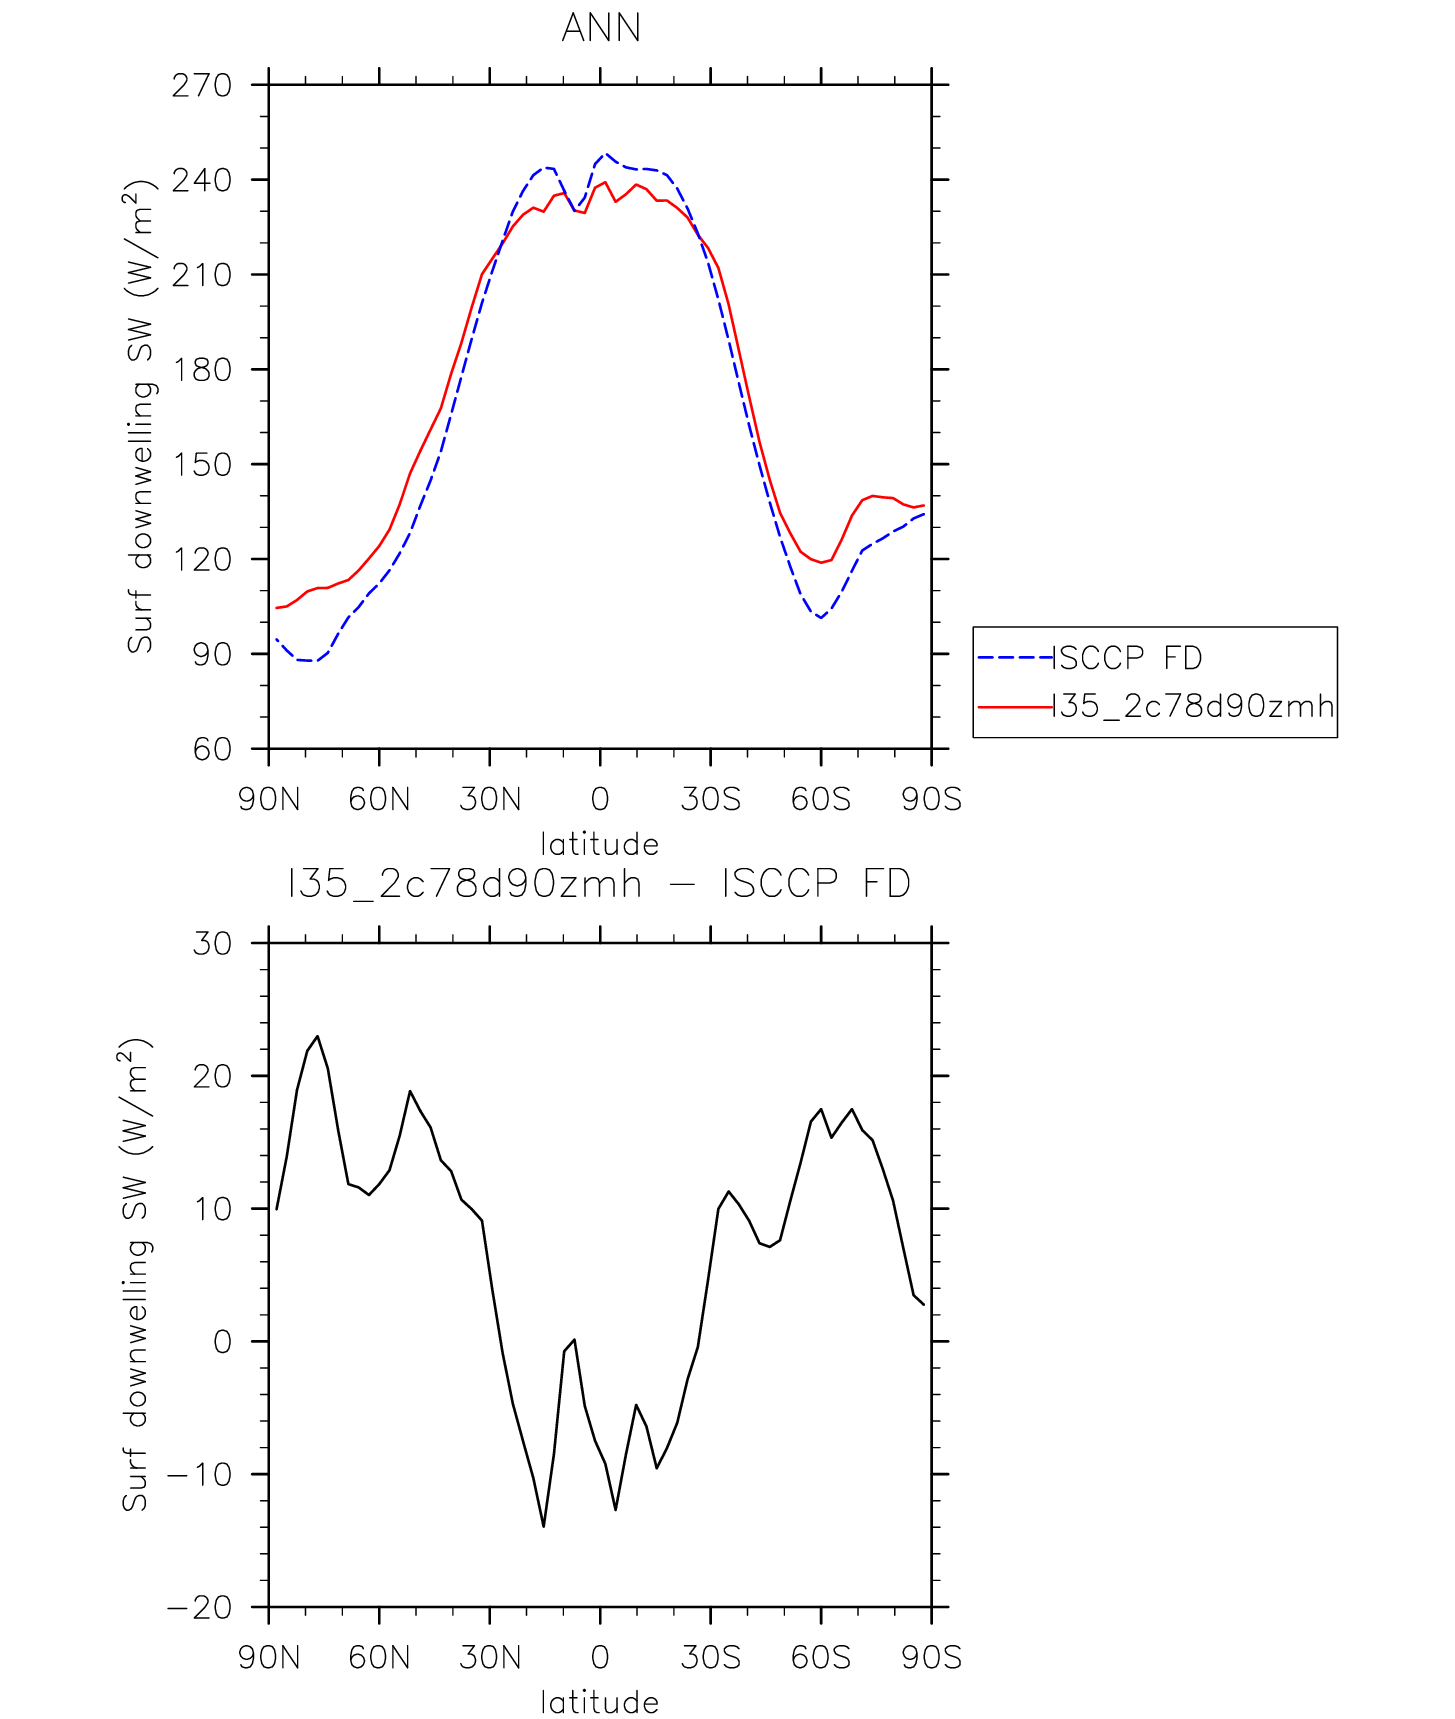 ANN
Surf downwelling SW (W/m²)
270
240
210
180
150
120
90
60
90N 60N 30N 0 30S 60S 90S
latitude
ISCCP FD
I35_2c78d90zmh
I35_2c78d90zmh – ISCCP FD
Surf downwelling SW (W/m²)
30
20
10
0
−10
−20
90N 60N 30N 0 30S 60S 90S
latitude